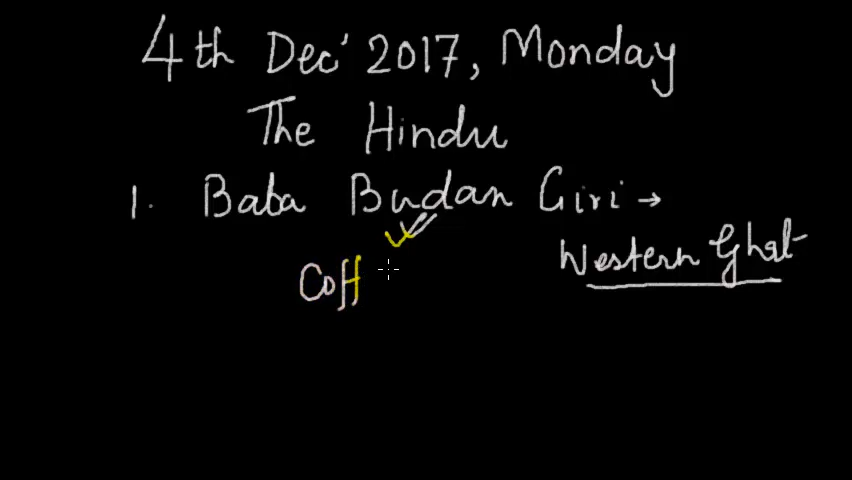 4th Dec' 2017, Monday
The Hindu
1. Baba Budan Giri →
Western Ghat
Coff